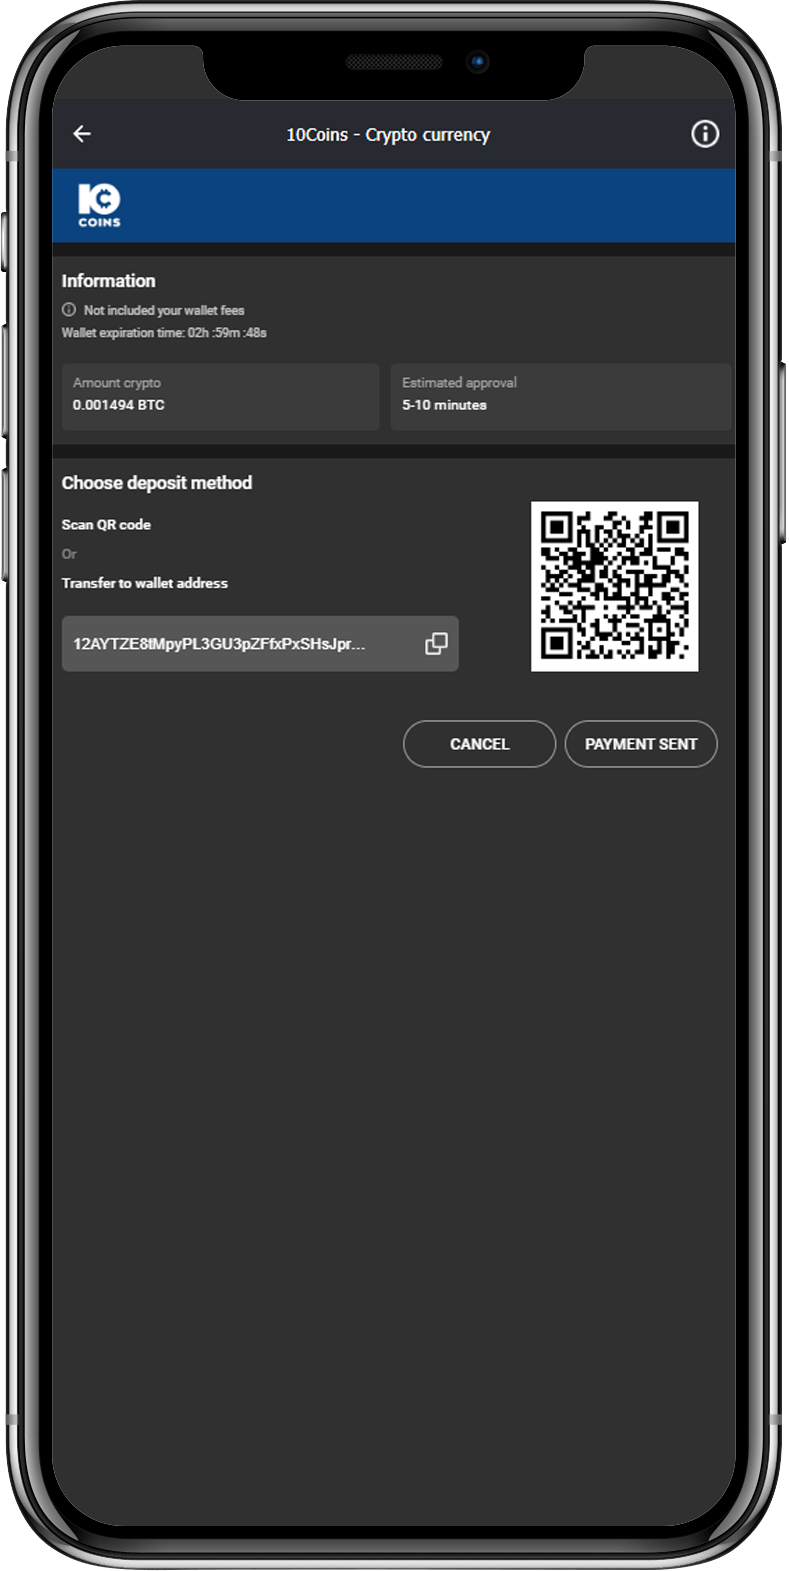 10Coins - Crypto currency
10
COINS
Information
Not included your wallet fees
Wallet expiration time: 02h :59m :48s
Amount crypto
0.001494 BTC
Estimated approval
5-10 minutes
Choose deposit method
Scan QR code
Or
Transfer to wallet address
12AYTZE8tMpyPL3GU3pZFfxPxSHsJpr...
CANCEL
PAYMENT SENT